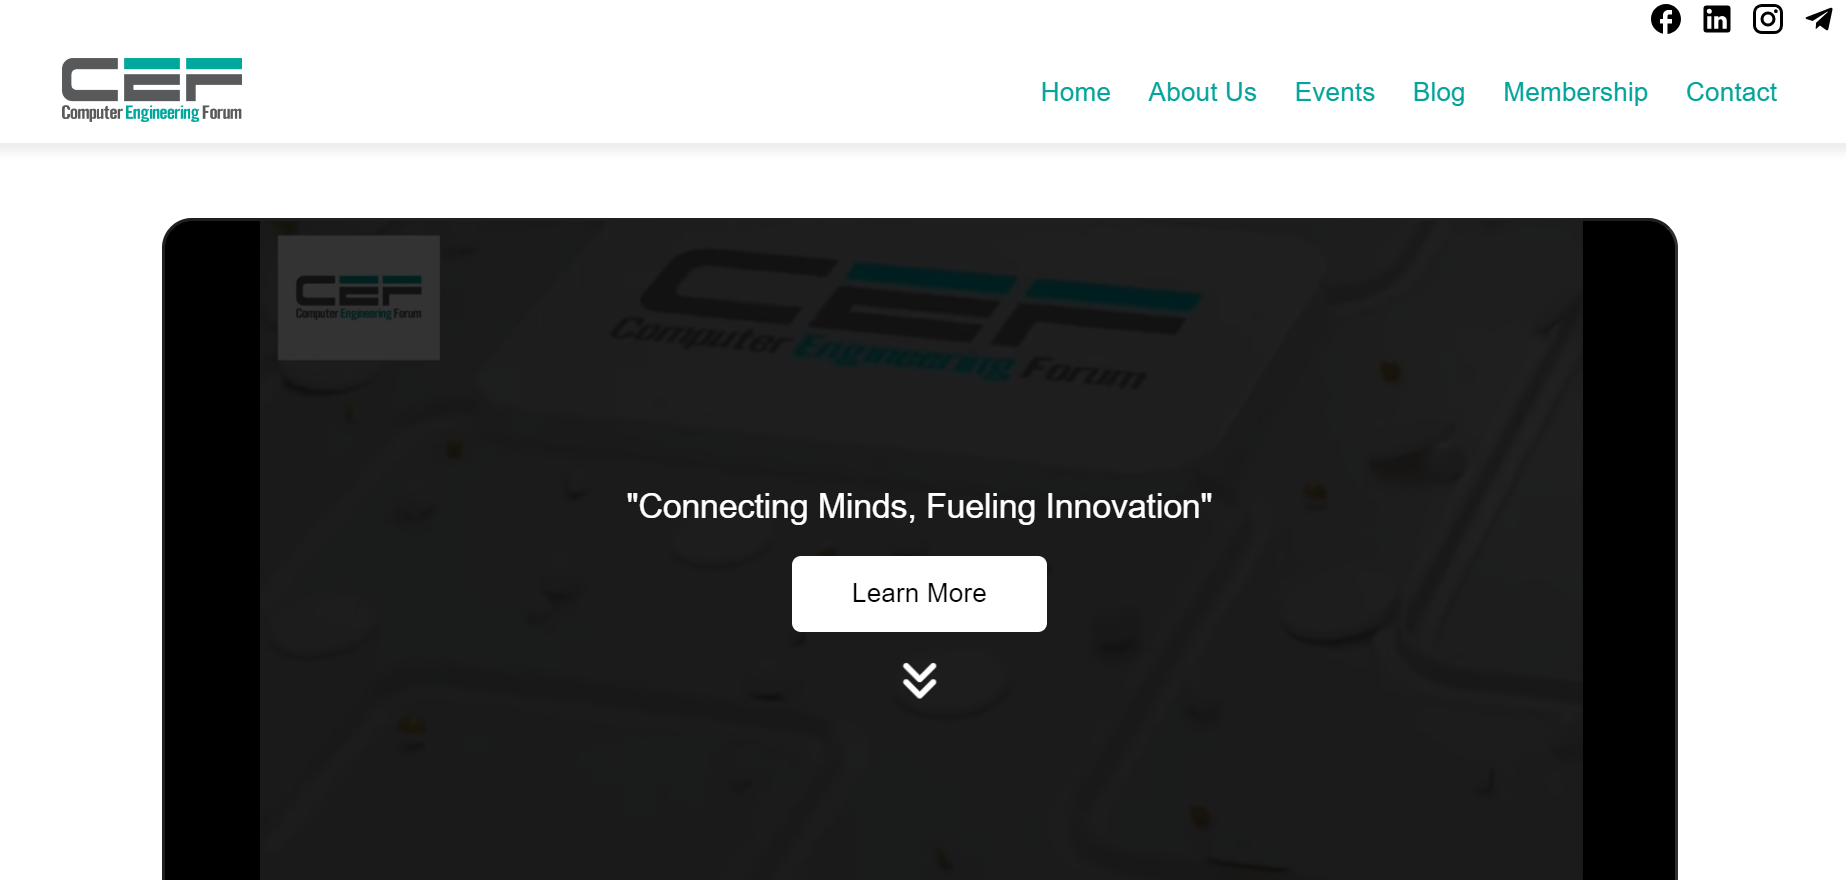 CEF
Computer Engineering Forum
Home
About Us
Events
Blog
Membership
Contact
CEF
Computer Engineering Forum
CEF
Computer Engineering Forum
"Connecting Minds, Fueling Innovation"
Learn More